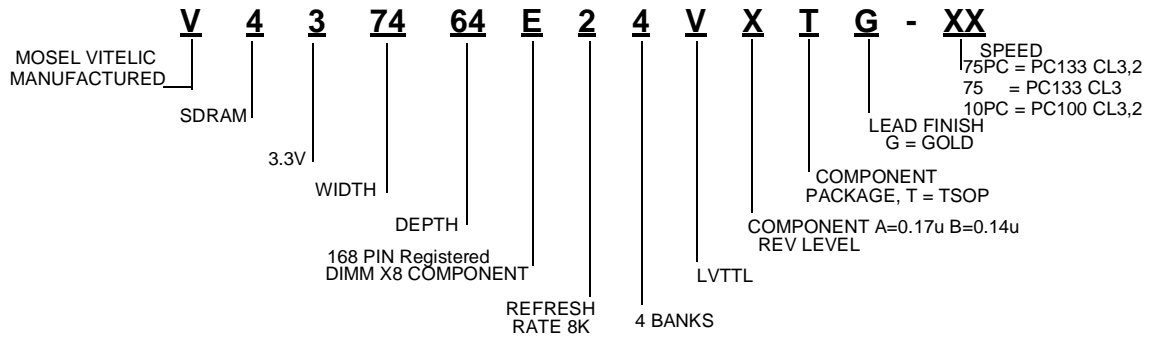 V 4 3 74 64 E 2 4 V X T G - XX
MOSEL VITELIC
MANUFACTURED
SDRAM
3.3V
WIDTH
DEPTH
168 PIN Registered
DIMM X8 COMPONENT
REFRESH
RATE 8K
4 BANKS
LVTTL
COMPONENT A=0.17u B=0.14u
REV LEVEL
COMPONENT
PACKAGE, T = TSOP
LEAD FINISH
G = GOLD
SPEED
75PC = PC133 CL3,2
75 = PC133 CL3
10PC = PC100 CL3,2